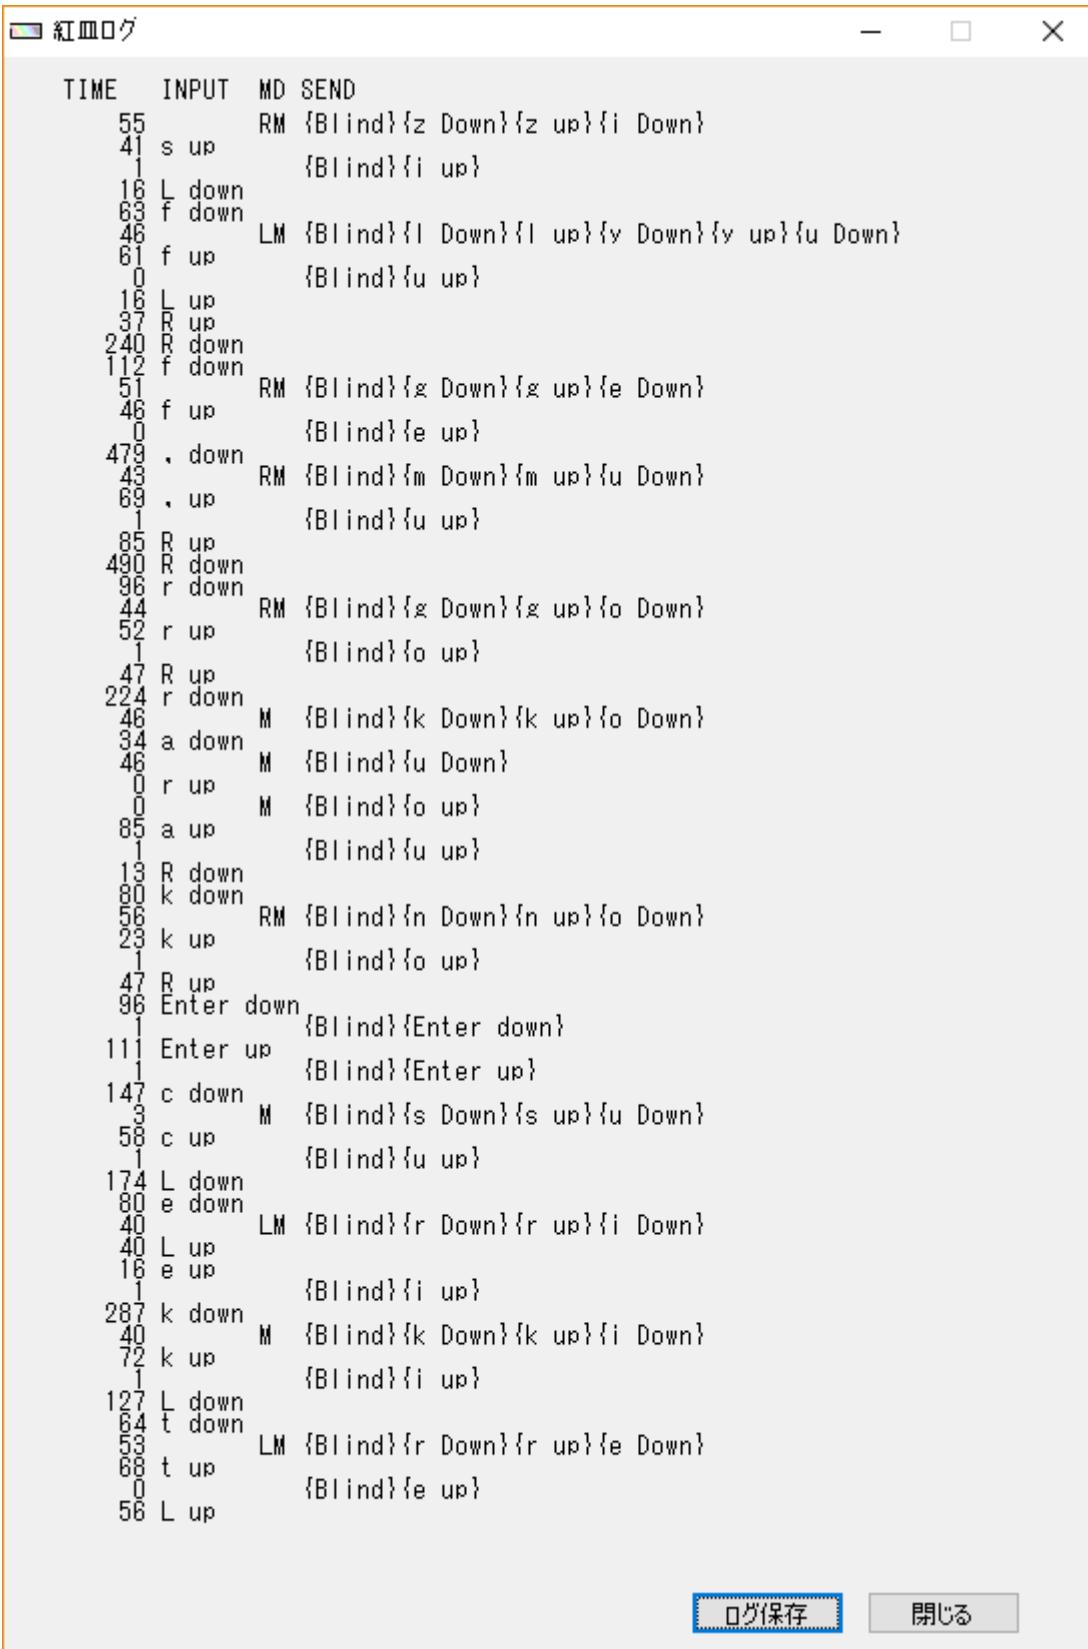 紅皿ログ
TIME INPUT MD SEND
55 RM {Blind}{z Down}{z up}{i Down}
41 s up
1 {Blind}{i up}
16 L down
63 f down
46 LM {Blind}{l Down}{l up}{y Down}{y up}{u Down}
61 f up
0 {Blind}{u up}
16 L up
37 R up
240 R down
112 f down
51 RM {Blind}{g Down}{g up}{e Down}
46 f up
0 {Blind}{e up}
479 . down
43 RM {Blind}{m Down}{m up}{u Down}
69 . up
1 {Blind}{u up}
85 R up
490 R down
96 r down
44 RM {Blind}{g Down}{g up}{o Down}
52 r up
1 {Blind}{o up}
47 R up
224 r down
46 M {Blind}{k Down}{k up}{o Down}
34 a down
46 M {Blind}{u Down}
0 r up
0 M {Blind}{o up}
85 a up
1 {Blind}{u up}
13 R down
80 k down
56 RM {Blind}{n Down}{n up}{o Down}
23 k up
1 {Blind}{o up}
47 R up
96 Enter down
1 {Blind}{Enter down}
111 Enter up
1 {Blind}{Enter up}
147 c down
3 M {Blind}{s Down}{s up}{u Down}
58 c up
1 {Blind}{u up}
174 L down
80 e down
40 LM {Blind}{r Down}{r up}{i Down}
40 L up
16 e up
1 {Blind}{i up}
287 k down
40 M {Blind}{k Down}{k up}{i Down}
72 k up
1 {Blind}{i up}
127 L down
64 t down
53 LM {Blind}{r Down}{r up}{e Down}
68 t up
0 {Blind}{e up}
56 L up
ログ保存 閉じる